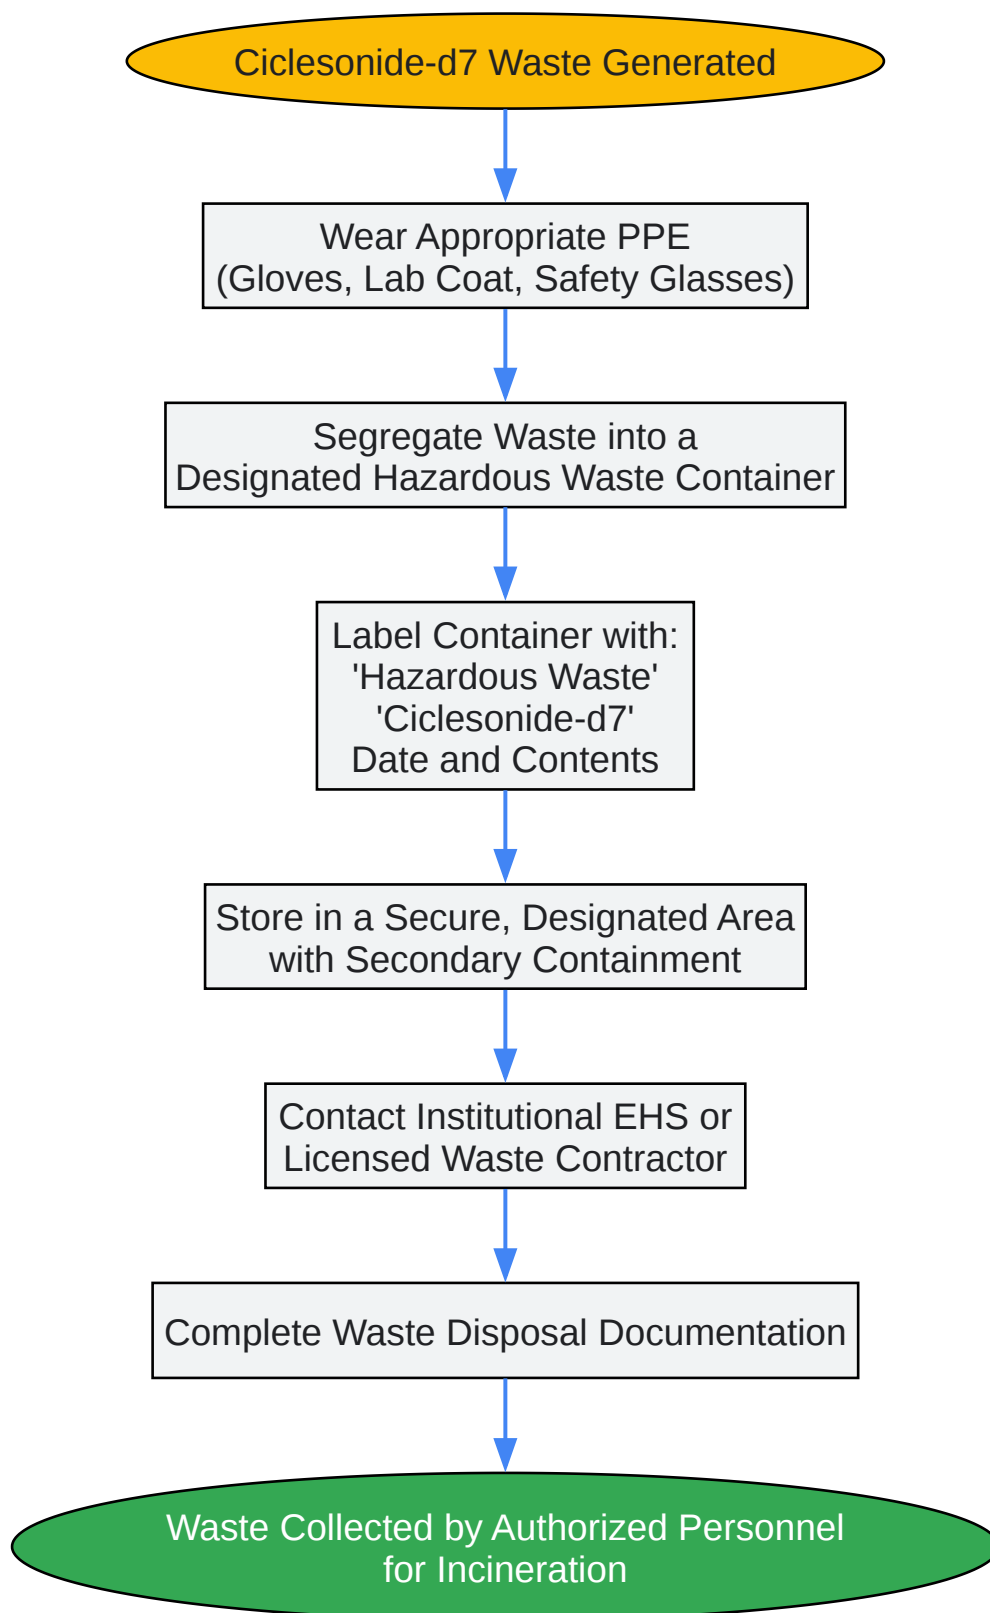 Ciclesonide-d7 Waste Generated
Wear Appropriate PPE
(Gloves, Lab Coat, Safety Glasses)
Segregate Waste into a
Designated Hazardous Waste Container
Label Container with:
'Hazardous Waste'
'Ciclesonide-d7'
Date and Contents
Store in a Secure, Designated Area
with Secondary Containment
Contact Institutional EHS or
Licensed Waste Contractor
Complete Waste Disposal Documentation
Waste Collected by Authorized Personnel
for Incineration